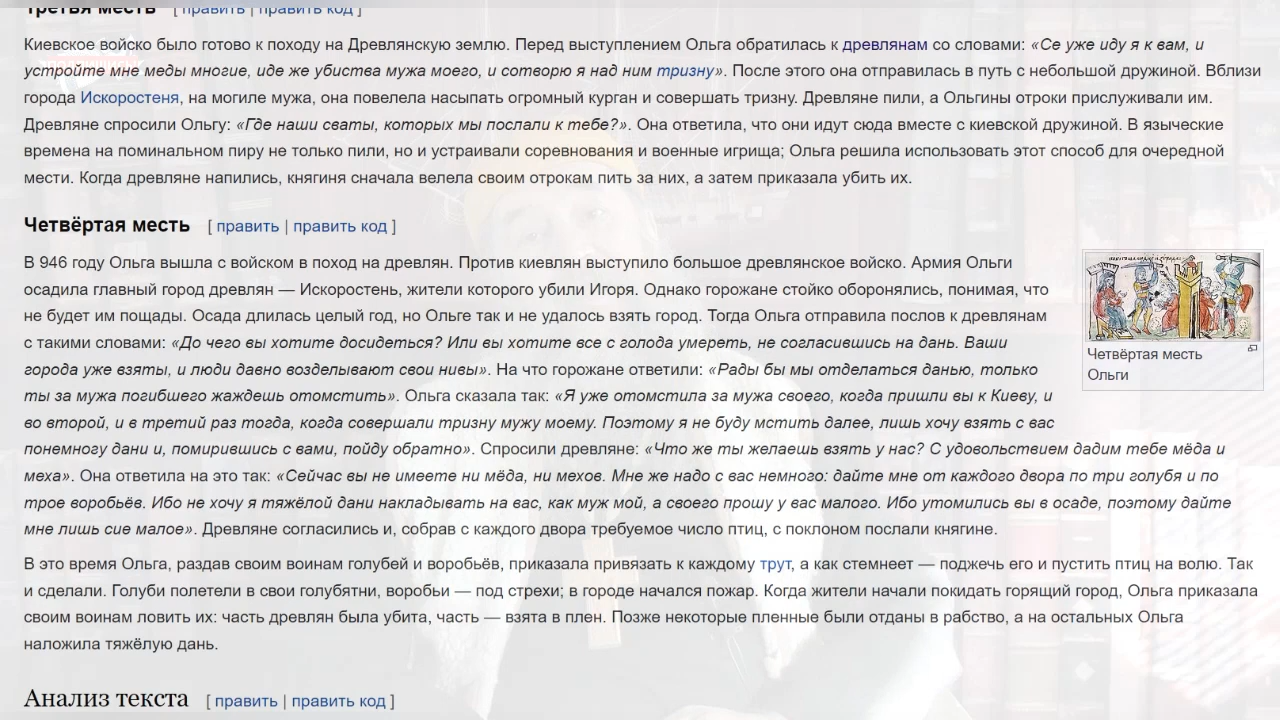 Третья месть [ править | править код ]
Киевское войско было готово к походу на Древлянскую землю. Перед выступлением Ольга обратилась к древлянам со словами: «Се уже иду я к вам, и
устройте мне меды многие, иде же убиства мужа моего, и сотворю я над ним тризну». После этого она отправилась в путь с небольшой дружиной. Вблизи
города Искоростеня, на могиле мужа, она повелела насыпать огромный курган и совершать тризну. Древляне пили, а Ольгины отроки прислуживали им.
Древляне спросили Ольгу: «Где наши сваты, которых мы послали к тебе?». Она ответила, что они идут сюда вместе с киевской дружиной. В языческие
времена на поминальном пиру не только пили, но и устраивали соревнования и военные игрища; Ольга решила использовать этот способ для очередной
мести. Когда древляне напились, княгиня сначала велела своим отрокам пить за них, а затем приказала убить их.
Четвёртая месть [ править | править код ]
В 946 году Ольга вышла с войском в поход на древлян. Против киевлян выступило большое древлянское войско. Армия Ольги
осадила главный город древлян — Искоростень, жители которого убили Игоря. Однако горожане стойко оборонялись, понимая, что
не будет им пощады. Осада длилась целый год, но Ольге так и не удалось взять город. Тогда Ольга отправила послов к древлянам
с такими словами: «До чего вы хотите досидеться? Или вы хотите все с голода умереть, не согласившись на дань. Ваши
города уже взяты, и люди давно возделывают свои нивы». На что горожане ответили: «Рады бы мы отделаться данью, только
ты за мужа погибшего жаждешь отомстить». Ольга сказала так: «Я уже отомстила за мужа своего, когда пришли вы к Киеву, и
во второй, и в третий раз тогда, когда совершали тризну мужу моему. Поэтому я не буду мстить далее, лишь хочу взять с вас
понемногу дани и, помирившись с вами, пойду обратно». Спросили древляне: «Что же ты желаешь взять у нас? С удовольствием дадим тебе мёда и
меха». Она ответила на это так: «Сейчас вы не имеете ни мёда, ни мехов. Мне же надо с вас немного: дайте мне от каждого двора по три голубя и по
трое воробьёв. Ибо не хочу я тяжёлой дани накладывать на вас, как муж мой, а своего прошу у вас малого. Ибо утомились вы в осаде, поэтому дайте
мне лишь сие малое». Древляне согласились и, собрав с каждого двора требуемое число птиц, с поклоном послали княгине.
Четвёртая месть
Ольги
В это время Ольга, раздав своим воинам голубей и воробьёв, приказала привязать к каждому трут, а как стемнеет — поджечь его и пустить птиц на волю. Так
и сделали. Голуби полетели в свои голубятни, воробьи — под стрехи; в городе начался пожар. Когда жители начали покидать горящий город, Ольга приказала
своим воинам ловить их: часть древлян была убита, часть — взята в плен. Позже некоторые пленные были отданы в рабство, а на остальных Ольга
наложила тяжёлую дань.
Анализ текста [ править | править код ]